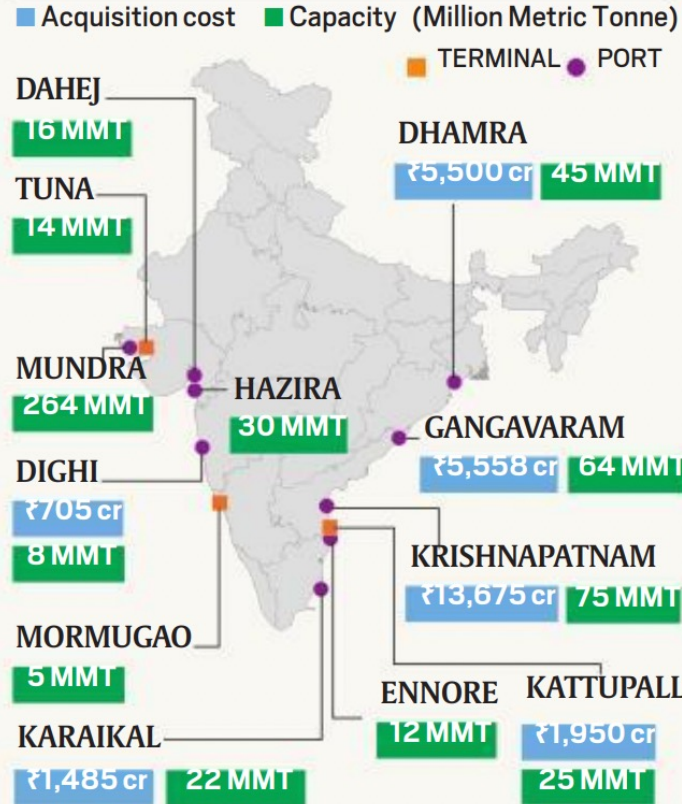 Acquisition cost Capacity (Million Metric Tonne)
TERMINAL PORT
DAHEJ
16 MMT
TUNA
14 MMT
DHAMRA
₹5,500 cr 45 MMT
MUNDRA
264 MMT
HAZIRA
30 MMT
GANGAVARAM
₹5,558 cr 64 MMT
DIGHI
₹705 cr
8 MMT
KRISHNAPATNAM
₹13,675 cr 75 MMT
MORMUGAO
5 MMT
ENNORE
12 MMT
KATTUPALL
₹1,950 cr
25 MMT
KARAIKAL
₹1,485 cr 22 MMT